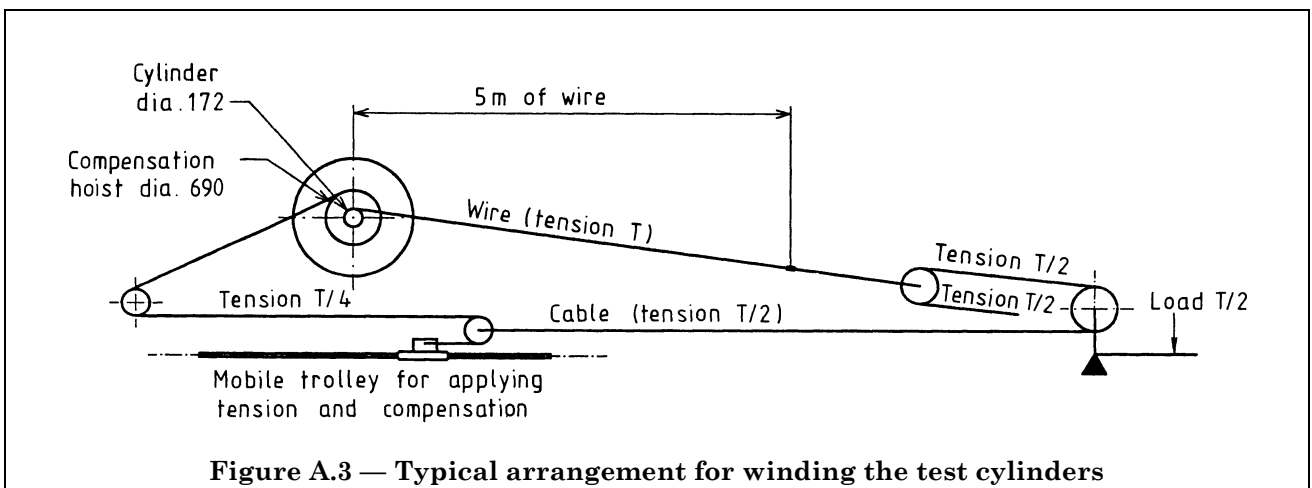 Cylinder
dia.172
5m of wire
Compensation
hoist dia. 690
Wire (tension T)
Tension T/2
Tension T/2
Tension T/4
Cable (tension T/2)
Load T/2
Mobile trolley for applying
tension and compensation
Figure A.3 — Typical arrangement for winding the test cylinders